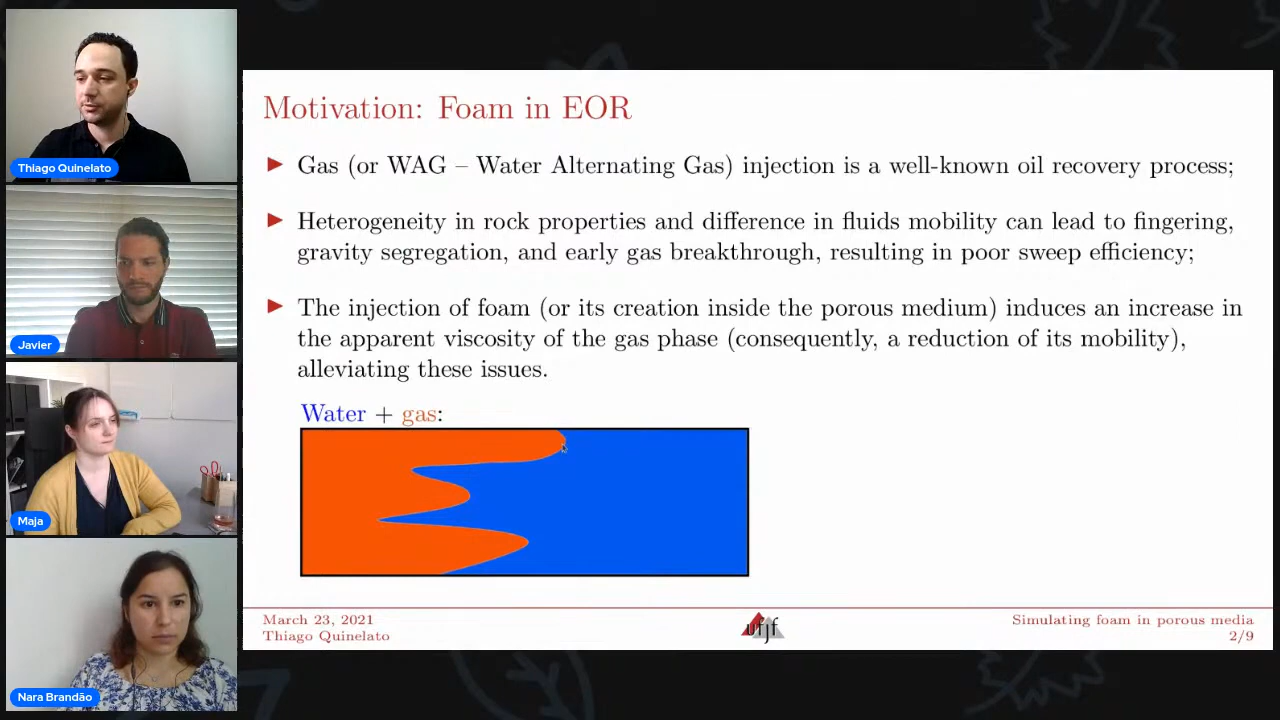 Thiago Quinelato
Javier
Maja
Nara Brandão
Motivation: Foam in EOR
Gas (or WAG – Water Alternating Gas) injection is a well-known oil recovery process;
Heterogeneity in rock properties and difference in fluids mobility can lead to fingering,
gravity segregation, and early gas breakthrough, resulting in poor sweep efficiency;
The injection of foam (or its creation inside the porous medium) induces an increase in
the apparent viscosity of the gas phase (consequently, a reduction of its mobility),
alleviating these issues.
Water + gas:
March 23, 2021
Thiago Quinelato
ufjf
Simulating foam in porous media
2/9